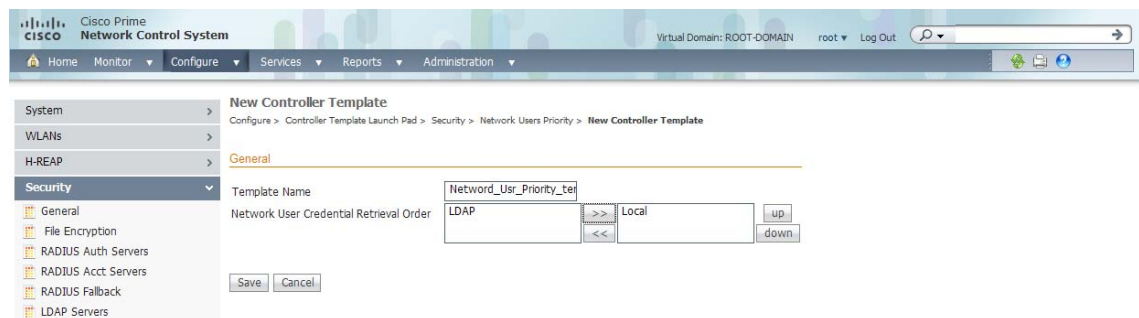 Cisco Prime
CISCO Network Control System
Virtual Domain: ROOT-DOMAIN root Log Out
Home Monitor Configure Services Reports Administration
System
WLANs
H-REAP
Security
General
File Encryption
RADIUS Auth Servers
RADIUS Acct Servers
RADIUS Fallback
LDAP Servers
New Controller Template
Configure > Controller Template Launch Pad > Security > Network Users Priority > New Controller Template
General
Template Name Netword_Usr_Priority_ter
Network User Credential Retrieval Order LDAP >> Local up
<< down
Save Cancel